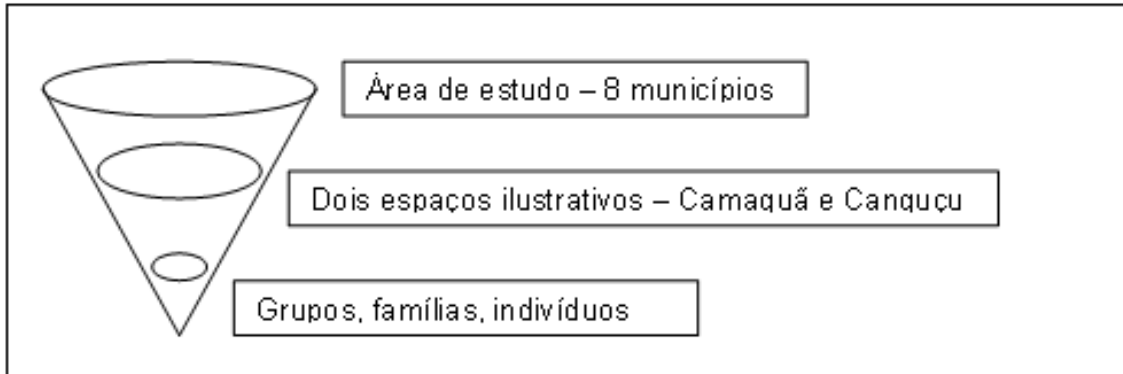 Área de estudo – 8 municípios
Dois espaços ilustrativos – Camaquã e Canguçu
Grupos, famílias, indivíduos